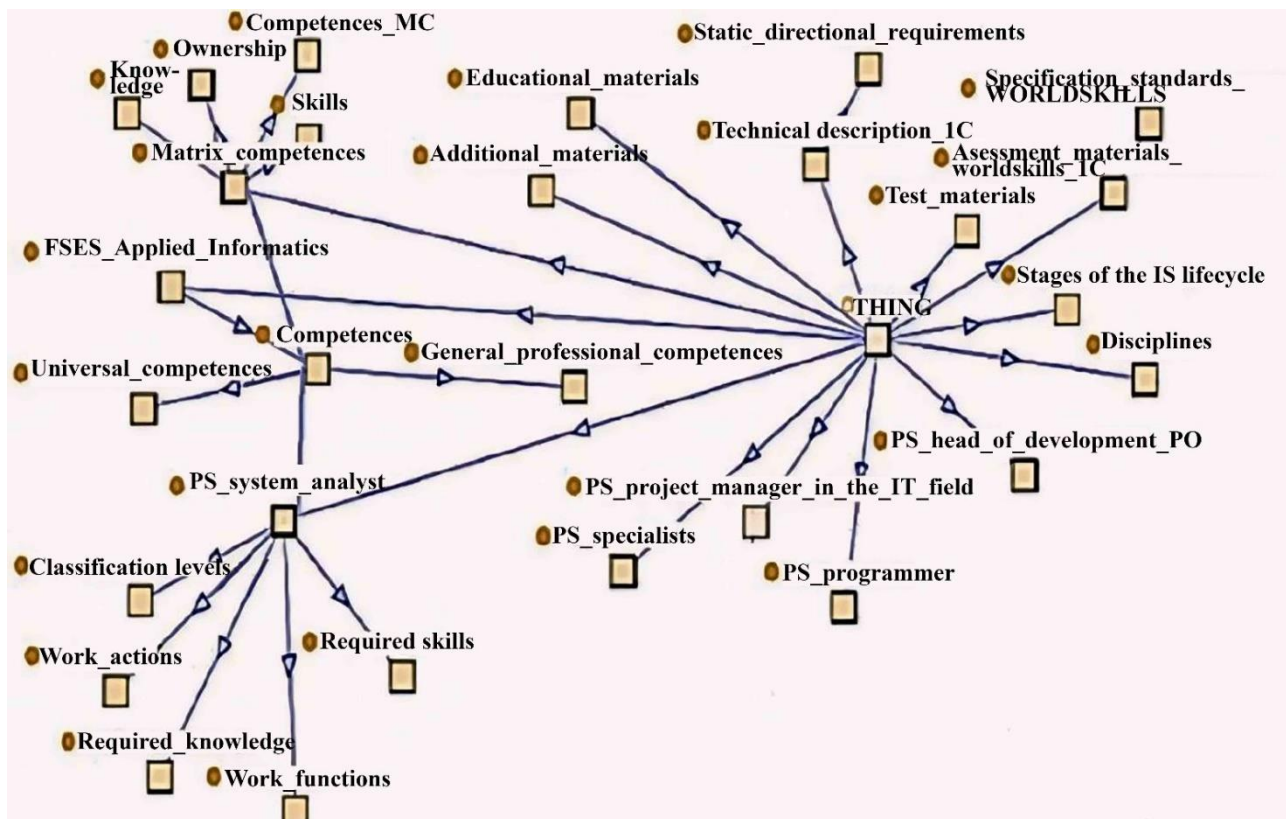 Competences_MC
Ownership
Know-
ledge
Skills
Matrix_competences
Static_directional_requirements
Educational_materials
Specification_standards_
WORLDSKILLS
Technical description_1C
Additional_materials
Asessment_materials_
worldskills_1C
Test_materials
FSES_Applied_Informatics
Stages of the IS lifecycle
THING
Competences
General_professional_competences
Disciplines
Universal_competences
PS_head_of_development_PO
PS_system_analyst
PS_project_manager_in_the_IT_field
PS_specialists
Classification levels
PS_programmer
Required skills
Work_actions
Required_knowledge
Work_functions